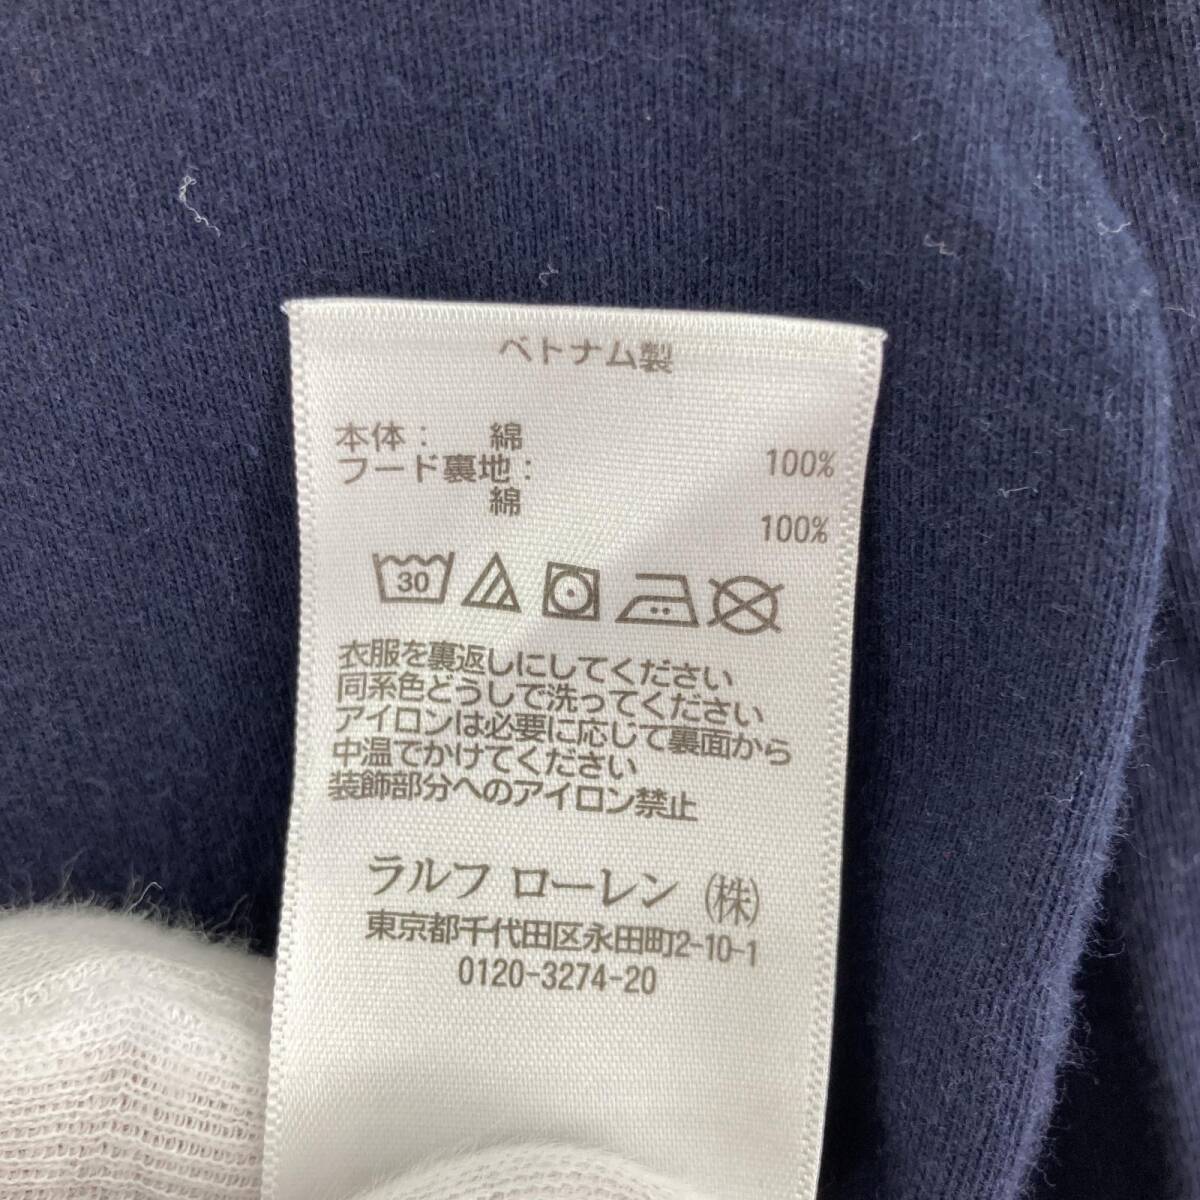 ベトナム製
本体： 綿 100%
フード裏地：
綿 100%
30
衣服を裏返しにしてください
同系色どうしで洗ってください
アイロンは必要に応じて裏面から
中温でかけてください
装飾部分へのアイロン禁止
ラルフ ローレン（株）
東京都千代田区永田町2-10-1
0120-3274-20